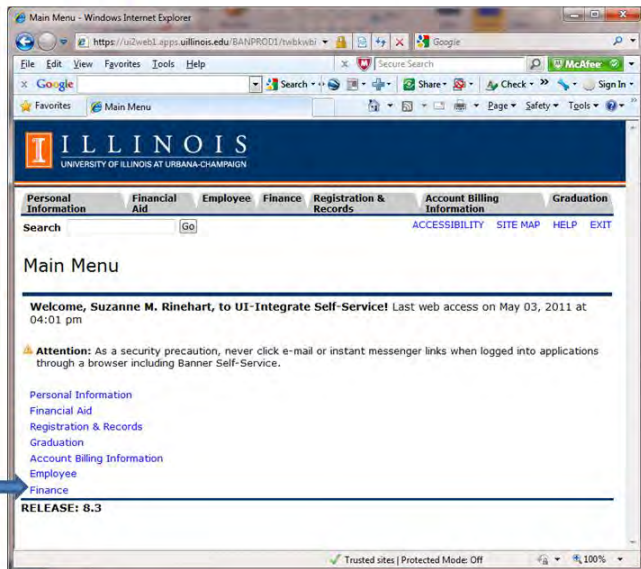 Main Menu - Windows Internet Explorer
https://ui2web1.apps.uillinois.edu/BANPROD1/twbkwbi
Google
File Edit View Favorites Tools Help
x Secure Search McAfee
x Google Search Share Check » Sign In
Favorites Main Menu Page Safety Tools »
I
ILLINOIS
UNIVERSITY OF ILLINOIS AT URBANA-CHAMPAIGN
Personal Information Financial Aid Employee Finance Registration & Records Account Billing Information Graduation
Search Go ACCESSIBILITY SITE MAP HELP EXIT
Main Menu
Welcome, Suzanne M. Rinehart, to UI-Integrate Self-Service! Last web access on May 03, 2011 at
04:01 pm
Attention: As a security precaution, never click e-mail or instant messenger links when logged into applications
through a browser including Banner Self-Service.
Personal Information
Financial Aid
Registration & Records
Graduation
Account Billing Information
Employee
Finance
RELEASE: 8.3
Trusted sites | Protected Mode: Off 100%